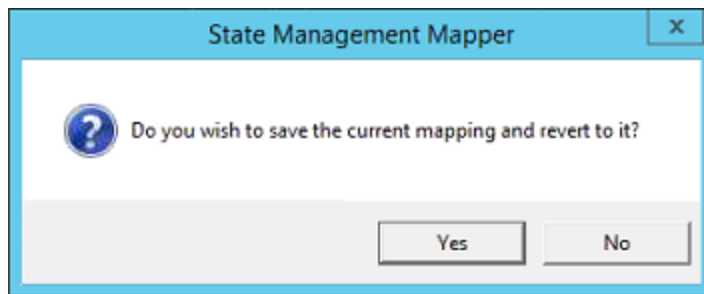 State Management Mapper
x
Do you wish to save the current mapping and revert to it?
Yes No